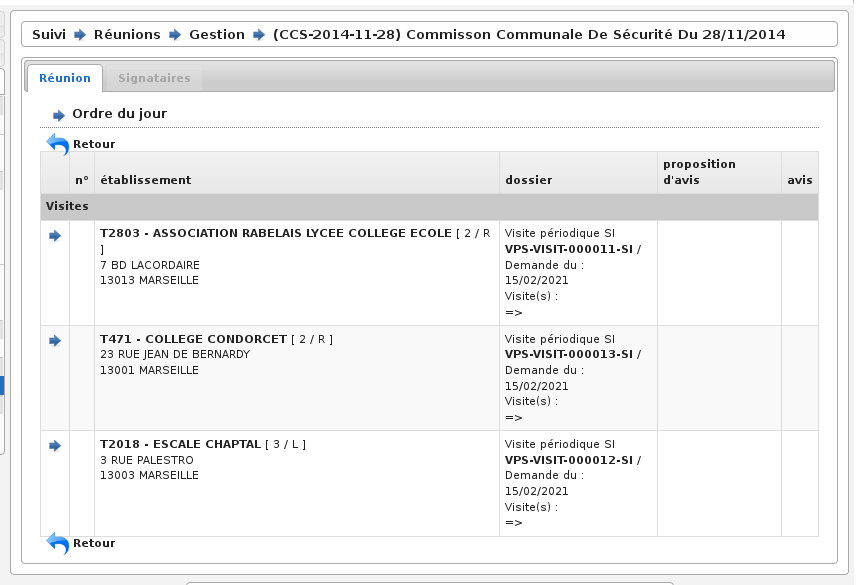 Suivi Réunions Gestion (CCS-2014-11-28) Commisson Communale De Sécurité Du 28/11/2014
Réunion Signataires
Ordre du jour
Retour
n° établissement dossier proposition d'avis avis
Visites
T2803 - ASSOCIATION RABELAIS LYCEE COLLEGE ECOLE [ 2 / R
]
7 BD LACORDAIRE
13013 MARSEILLE
Visite périodique SI
VPS-VISIT-000011-SI /
Demande du :
15/02/2021
Visite(s) :
=>
T471 - COLLEGE CONDORCET [ 2 / R ]
23 RUE JEAN DE BERNARDY
13001 MARSEILLE
Visite périodique SI
VPS-VISIT-000013-SI /
Demande du :
15/02/2021
Visite(s) :
=>
T2018 - ESCALE CHAPTAL [ 3 / L ]
3 RUE PALESTRO
13003 MARSEILLE
Visite périodique SI
VPS-VISIT-000012-SI /
Demande du :
15/02/2021
Visite(s) :
=>
Retour